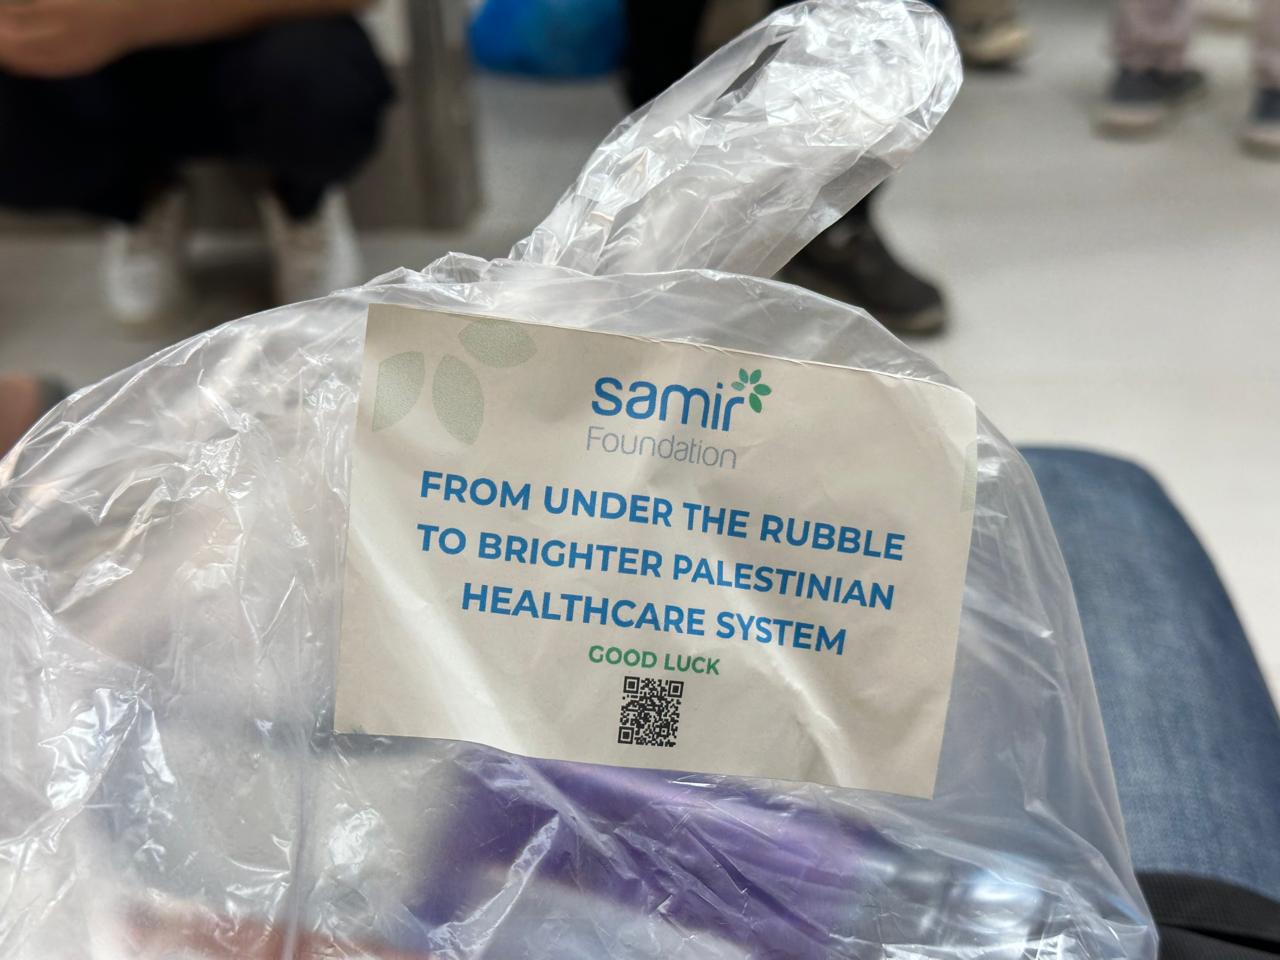 samir
Foundation
FROM UNDER THE RUBBLE
TO BRIGHTER PALESTINIAN
HEALTHCARE SYSTEM
GOOD LUCK